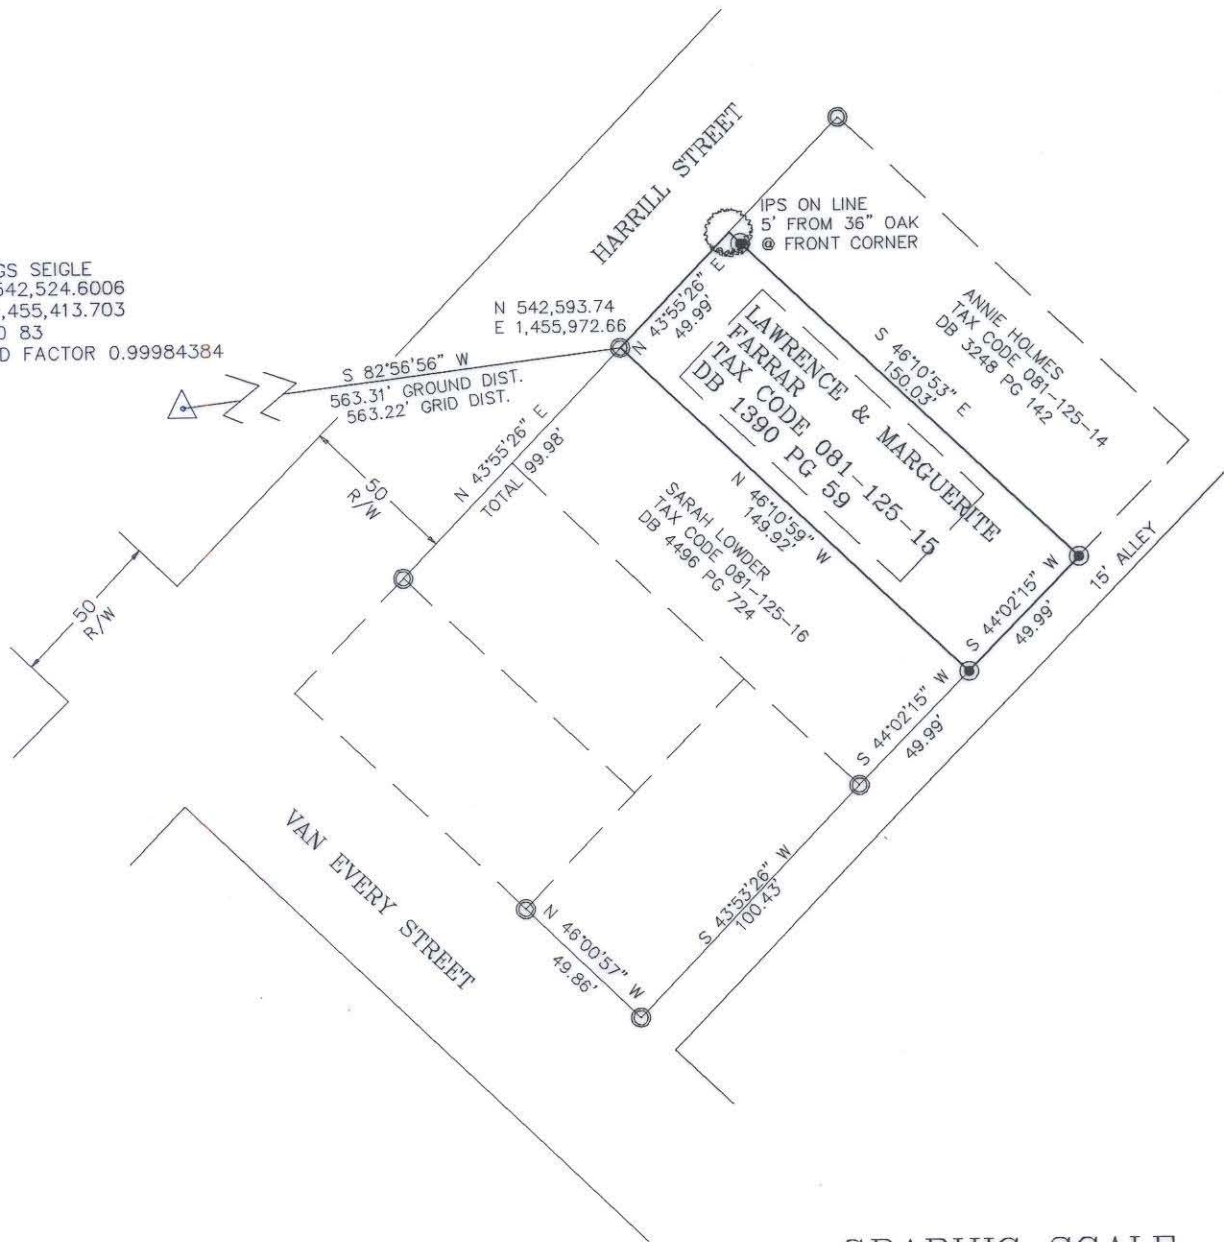 HARRILL STREET
IPS ON LINE
5' FROM 36" OAK
@ FRONT CORNER
GS SEIGLE
542,524.6006
,455,413.703
D 83
D FACTOR 0.99984384
N 542,593.74
E 1,455,972.66
N 43°55'26" E
49.99'
S 82°56'56" W
563.31' GROUND DIST.
563.22' GRID DIST.
S 46°10'53" E
150.03'
ANNIE HOLMES
TAX CODE 081-125-14
DB 3248 PG 142
LAWRENCE & MARGUERITE
FARRAR
TAX CODE 081-125-15
DB 1390 PG 59
N 43°55'26" E
TOTAL 99.98'
50
R/W
N 46°10'59" W
149.92'
SARAH LOWDER
TAX CODE 081-125-16
DB 4496 PG 724
50
R/W
S 44°02'15" W
49.99'
15' ALLEY
S 44°02'15" W
49.99'
S 43°53'26" W
100.43'
VAN EVERY STREET
N 46°00'57" W
49.86'
GRAPHIC SCALE